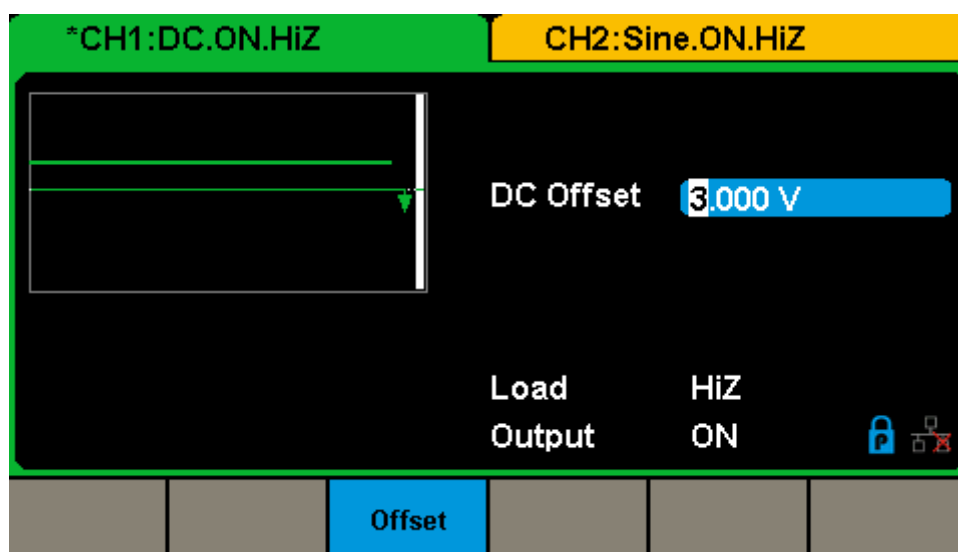 *CH1:DC.ON.HiZ
CH2:Sine.ON.HiZ
DC Offset 3.000 V
Load HiZ
Output ON
P
Offset